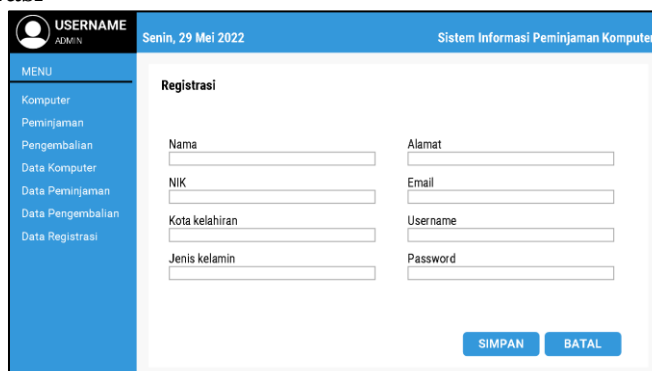 USERNAME
ADMIN
Senin, 29 Mei 2022
Sistem Informasi Peminjaman Komputer
MENU
Komputer
Peminjaman
Pengembalian
Data Komputer
Data Peminjaman
Data Pengembalian
Data Registrasi
Registrasi
Nama
Alamat
NIK
Email
Kota kelahiran
Username
Jenis kelamin
Password
SIMPAN
BATAL